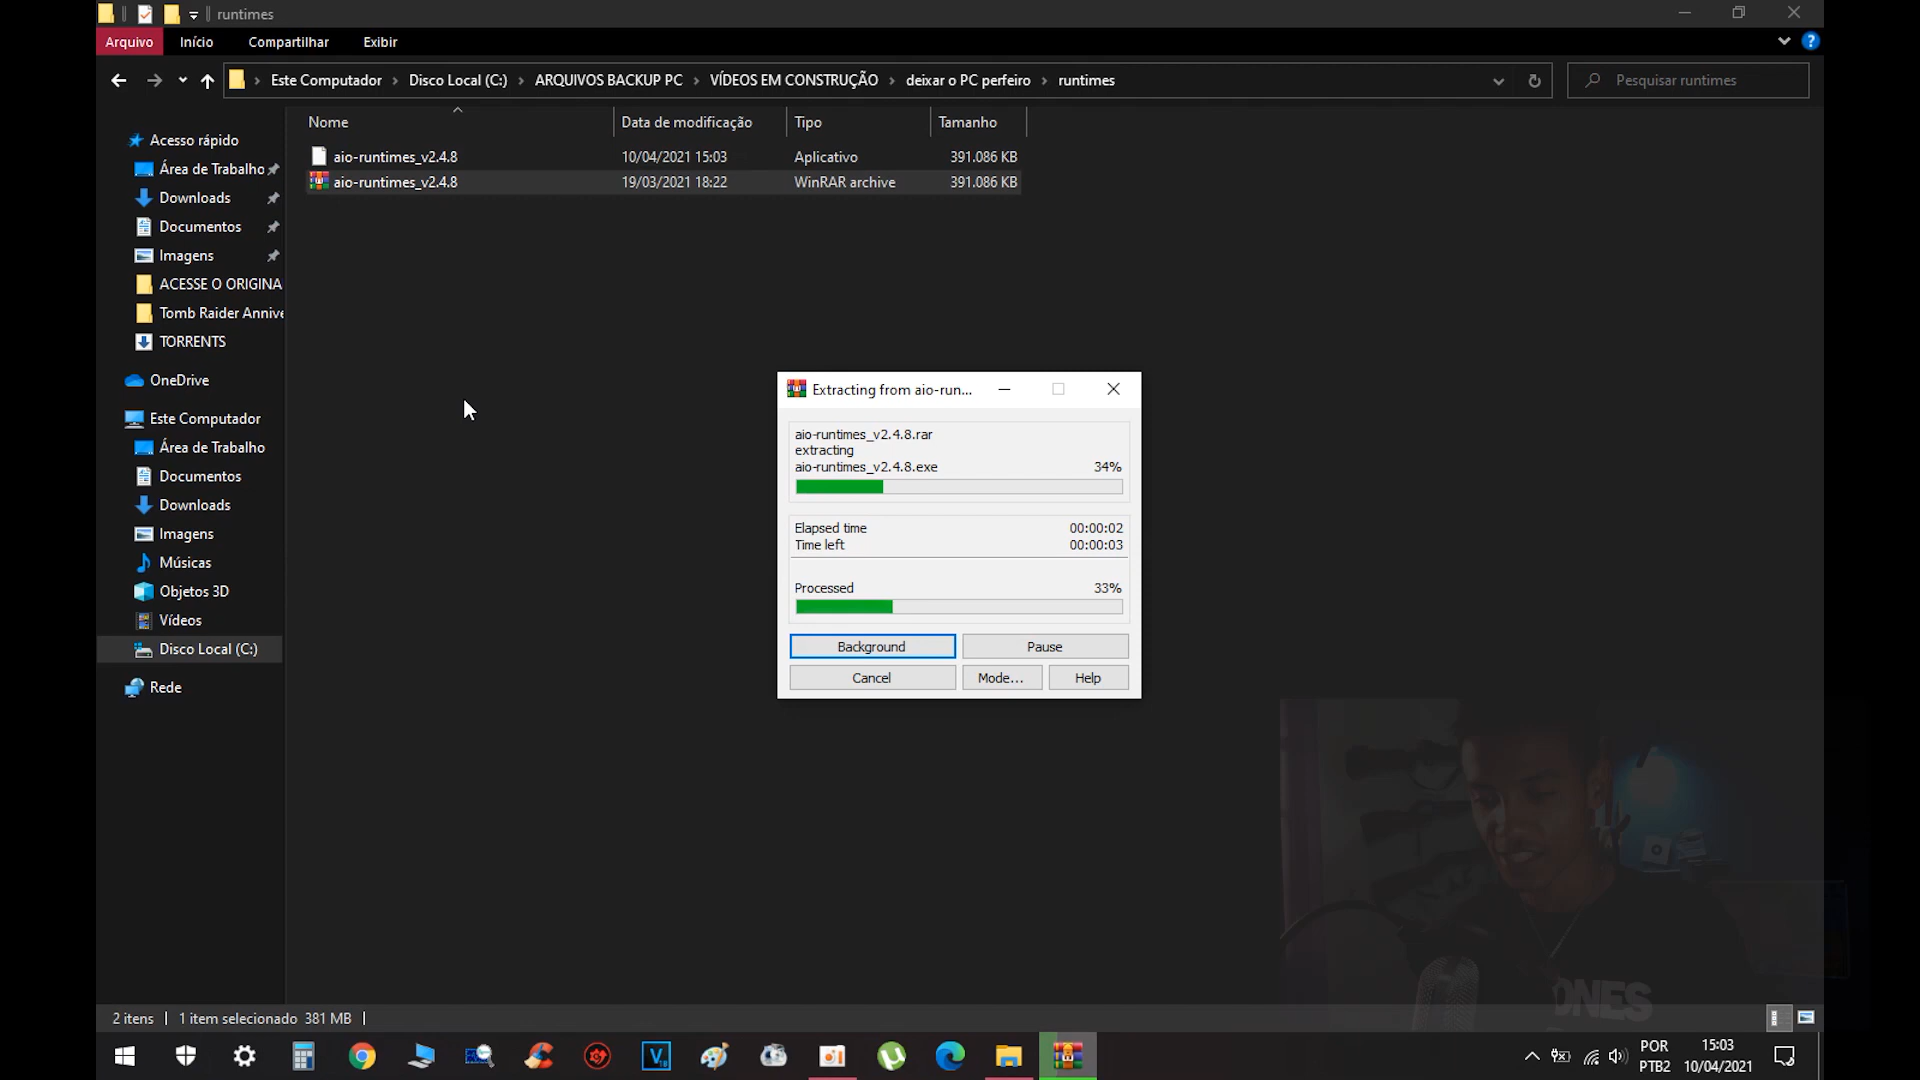 runtimes
Arquivo Início Compartilhar Exibir
Este Computador Disco Local (C:) ARQUIVOS BACKUP PC VÍDEOS EM CONSTRUÇÃO deixar o PC perfeiro runtimes
Pesquisar runtimes
Nome Data de modificação Tipo Tamanho
aio-runtimes_v2.4.8 10/04/2021 15:03 Aplicativo 391.086 KB
aio-runtimes_v2.4.8 19/03/2021 18:22 WinRAR archive 391.086 KB
Acesso rápido
Área de Trabalho
Downloads
Documentos
Imagens
ACESSE O ORIGINA
Tomb Raider Annive
TORRENTS
OneDrive
Este Computador
Área de Trabalho
Documentos
Downloads
Imagens
Músicas
Objetos 3D
Vídeos
Disco Local (C:)
Rede
Extracting from aio-run...
aio-runtimes_v2.4.8.rar
extracting
aio-runtimes_v2.4.8.exe 34%
Elapsed time 00:00:02
Time left 00:00:03
Processed 33%
Background Pause
Cancel Mode... Help
ONES
2 itens 1 item selecionado 381 MB
POR
PTB2
15:03
10/04/2021